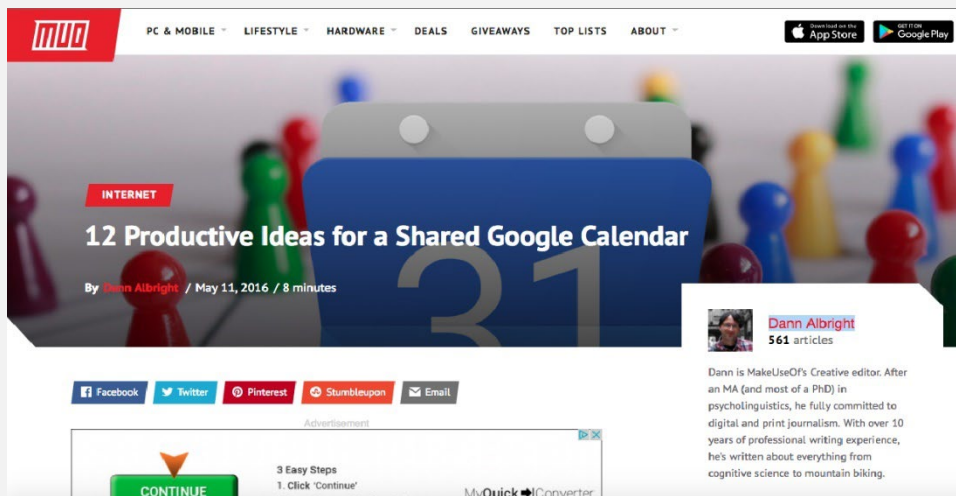 MUO
PC & MOBILE
LIFESTYLE
HARDWARE
DEALS
GIVEAWAYS
TOP LISTS
ABOUT
Download on the
App Store
GET IT ON
Google Play
31
INTERNET
12 Productive Ideas for a Shared Google Calendar
By Dann Albright / May 11, 2016 / 8 minutes
Dann Albright
561 articles
Dann is MakeUseOf's Creative editor. After
an MA (and most of a PhD) in
psycholinguistics, he fully committed to
digital and print journalism. With over 10
years of professional writing experience,
he's written about everything from
cognitive science to mountain biking.
Facebook
Twitter
Pinterest
Stumbleupon
Email
Advertisement
CONTINUE
3 Easy Steps
1. Click 'Continue'
MyQuickConverter